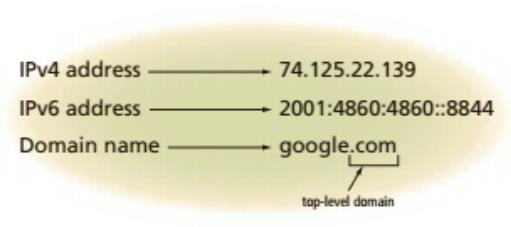 IPv4 address 74.125.22.139
IPv6 address 2001:4860:4860::8844
Domain name google.com
top-level domain